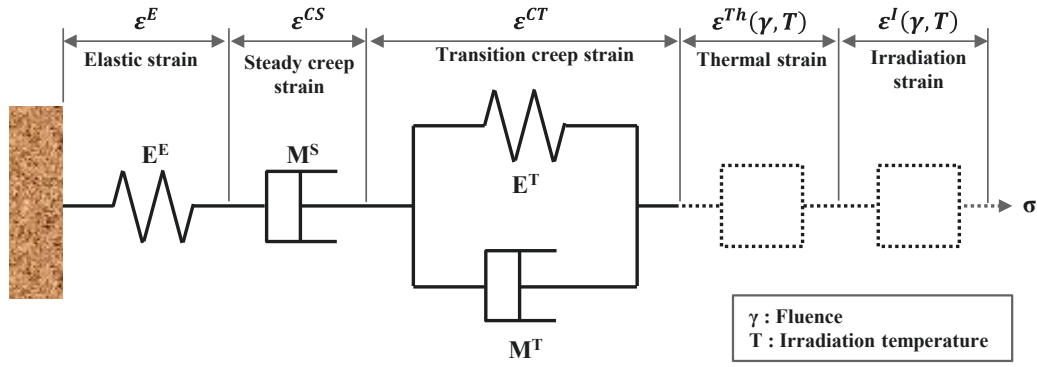 ε^E
ε^CS
ε^CT
ε^Th(γ, T)
ε^I(γ, T)
Elastic strain
Steady creep
strain
Transition creep strain
Thermal strain
Irradiation
strain
E^E
M^S
E^T
M^T
σ
γ : Fluence
T : Irradiation temperature